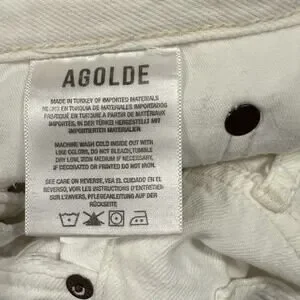 AGOLDE
MADE IN TURKEY OF IMPORTED MATERIALS
EN TURQUIA DE MATERIALES IMPORTADOS
FABRIQUÉ EN TURQUIE À PARTIR DE MATIÈRES
IMPORTÉS, IN DER TÜRKEI HERGESTELLT MIT
IMPORTIERTEN MATERIALIEN
MACHINE WASH COLD INSIDE OUT WITH
LIKE COLORS, DO NOT BLEACH, TUMBLE
DRY LOW, IRON MEDIUM IF NECESSARY,
IF DECORATED OR PRINTED DO NOT IRON.
SEE CARE ON REVERSE, VEA EL CUIDADO EN EL
REVERSO, VOIR LES INSTRUCTIONS D'ENTRETIEN
SUR L'ENVERS, PFLEGEANLEITUNG AUF DER
RÜCKSEITE